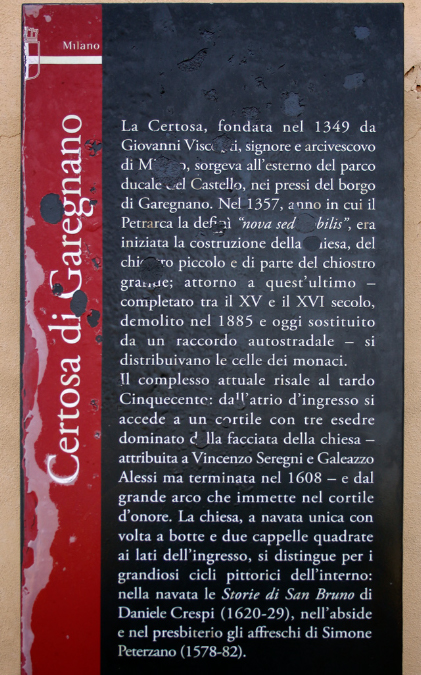 Milano
Certosa di Garegnano
La Certosa, fondata nel 1349 da
Giovanni signore e arcivescovo
di sorgeva all'esterno del parco
ducale del Castello, nei pressi del borgo
di Garegnano. Nel 1357, anno in cui il
Petrarca la definì "nova sed era
iniziata la costruzione della del
piccolo e di parte del chiostro
grande; attorno a quest'ultimo –
completato tra il XV e il XVI secolo,
demolito nel 1885 e oggi sostituito
da un raccordo autostradale – si
distribuivano le celle dei monaci.
Il complesso attuale risale al tardo
Cinquecento: dall'atrio d'ingresso si
accede a un cortile con tre esedre
dominato dalla facciata della chiesa –
attribuita a Vincenzo Seregni e Galeazzo
Alessi ma terminata nel 1608 – e dal
grande arco che immette nel cortile
d'onore. La chiesa, a navata unica con
volta a botte e due cappelle quadrate
ai lati dell'ingresso, si distingue per i
grandiosi cicli pittorici dell'interno:
nella navata le Storie di San Bruno di
Daniele Crespi (1620-29), nell'abside
e nel presbiterio gli affreschi di Simone
Peterzano (1578-82).